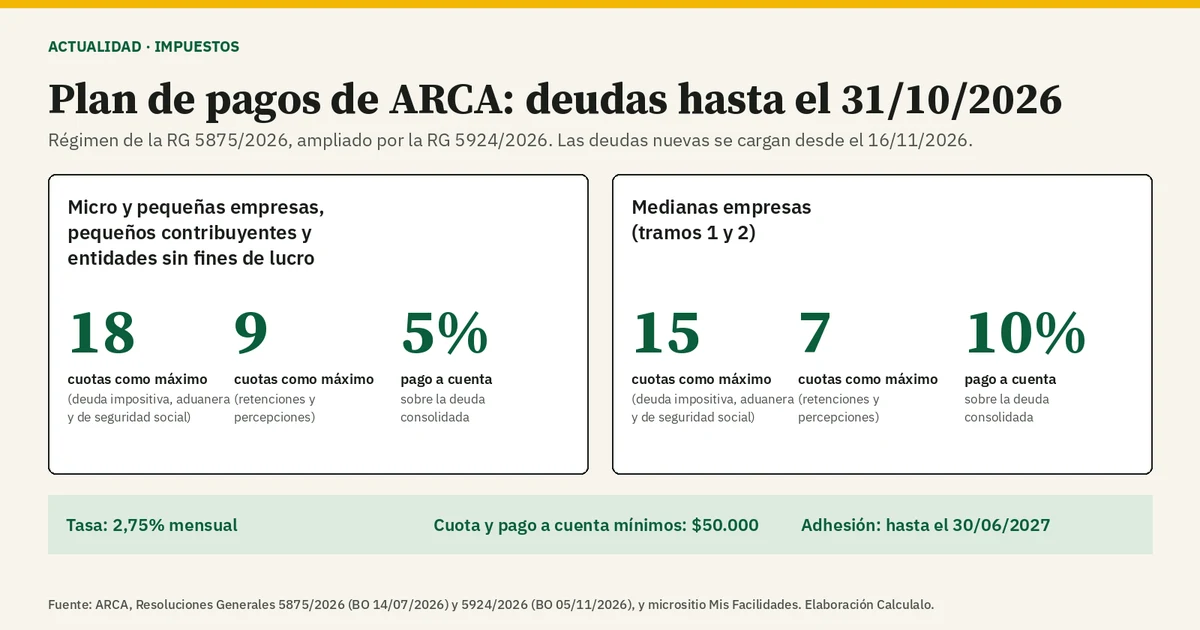 ACTUALIDAD · IMPUESTOS
Plan de pagos de ARCA: deudas hasta el 31/10/2026
Régimen de la RG 5875/2026, ampliado por la RG 5924/2026. Las deudas nuevas se cargan desde el 16/11/2026.
Micro y pequeñas empresas,
pequeños contribuyentes y
entidades sin fines de lucro
18
cuotas como máximo
(deuda impositiva, aduanera
y de seguridad social)
9
cuotas como máximo
(retenciones y
percepciones)
5%
pago a cuenta
sobre la deuda
consolidada
Medianas empresas
(tramos 1 y 2)
15
cuotas como máximo
(deuda impositiva, aduanera
y de seguridad social)
7
cuotas como máximo
(retenciones y
percepciones)
10%
pago a cuenta
sobre la deuda
consolidada
Tasa: 2,75% mensual
Cuota y pago a cuenta mínimos: $50.000
Adhesión: hasta el 30/06/2027
Fuente: ARCA, Resoluciones Generales 5875/2026 (BO 14/07/2026) y 5924/2026 (BO 05/11/2026), y micrositio Mis Facilidades. Elaboración Calculalo.